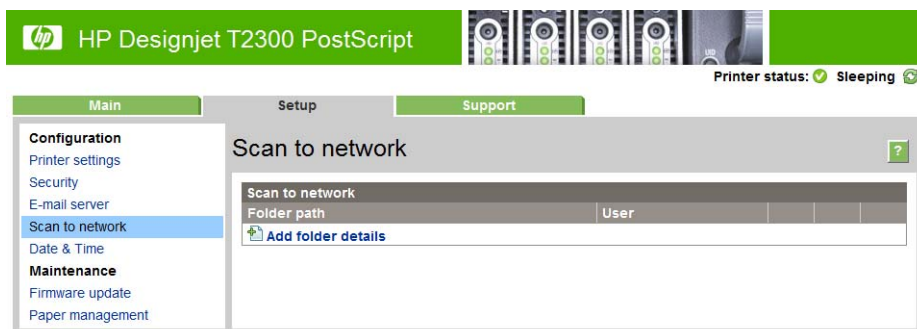 hp HP Designjet T2300 PostScript
UID
Printer status: Sleeping
Main Setup Support
Configuration
Printer settings
Security
E-mail server
Scan to network
Date & Time
Maintenance
Firmware update
Paper management
Scan to network ?
Scan to network
Folder path User
Add folder details